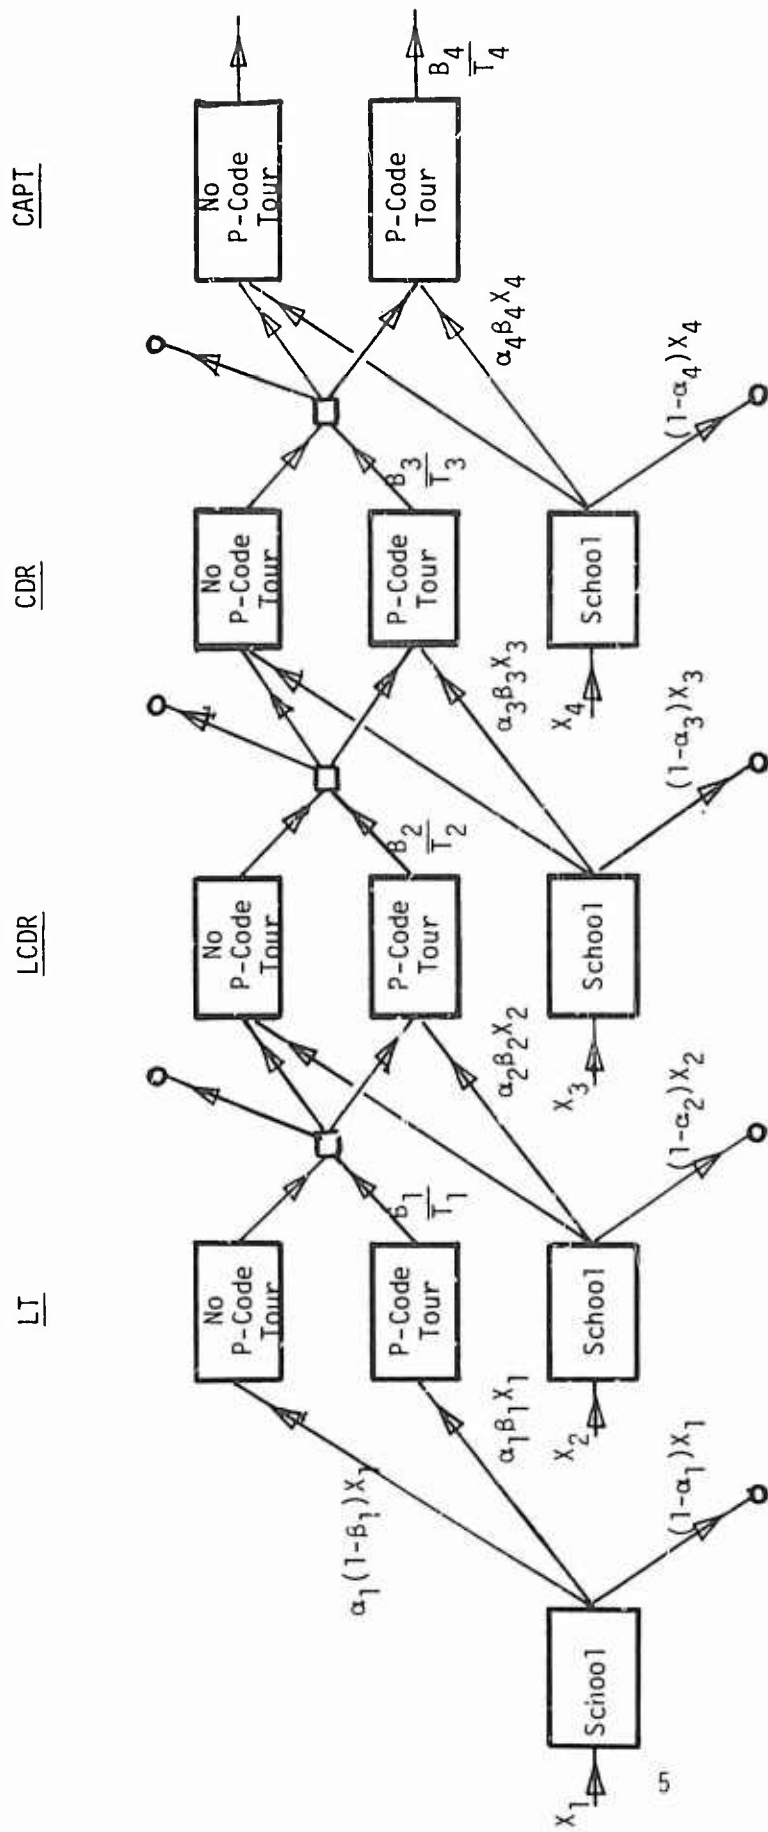 LT
LCDR
CDR
CAPT
No
P-Code
Tour
No
P-Code
Tour
No
P-Code
Tour
No
P-Code
Tour
α1(1-β1)X1
P-Code
Tour
B1
T1
P-Code
Tour
B2
T2
P-Code
Tour
B3
T3
P-Code
Tour
B4
T4
α1β1X1
α2β2X2
α3β3X3
α4β4X4
X1
School
X2
School
X3
School
X4
School
(1-α1)X1
(1-α2)X2
(1-α3)X3
(1-α4)X4
5